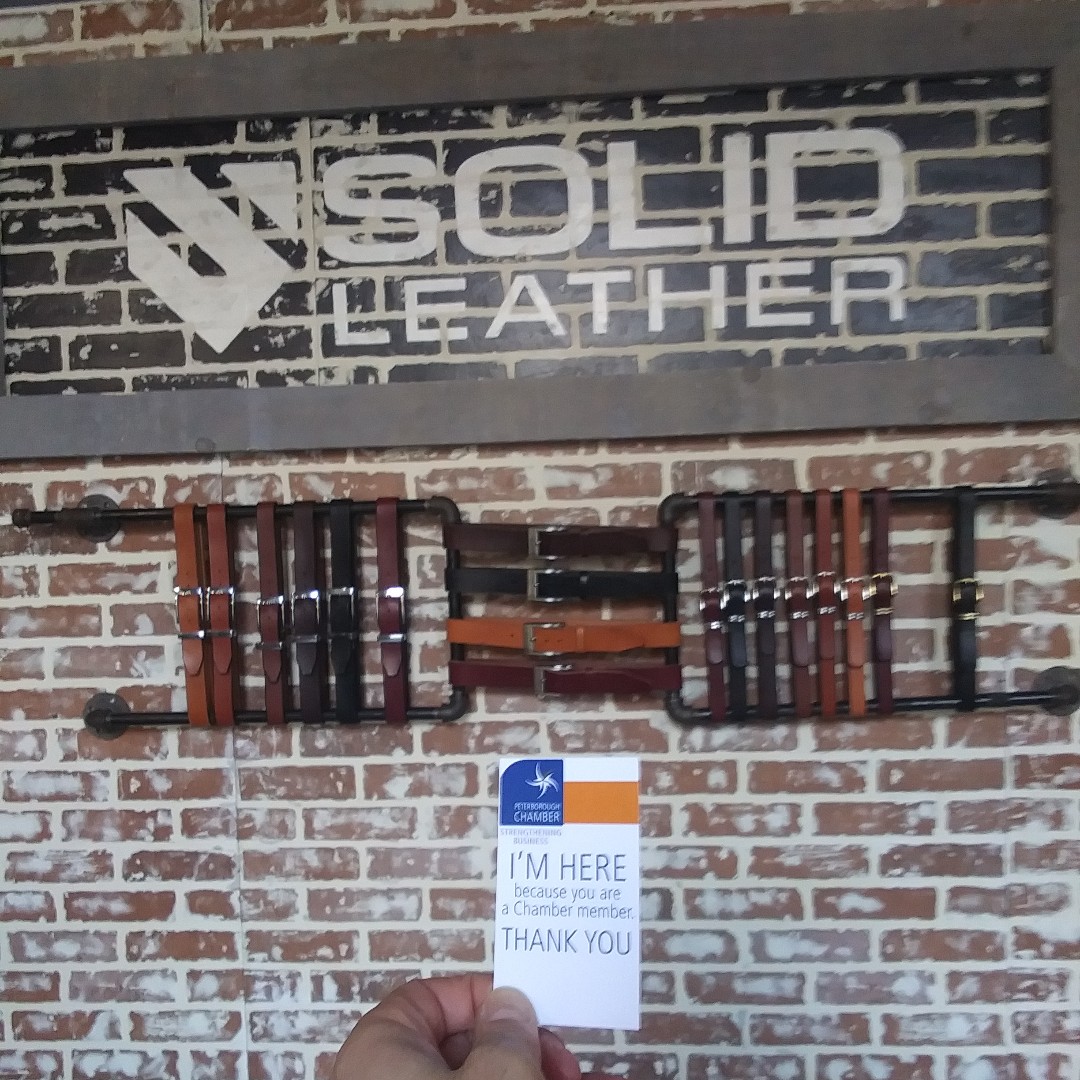 SOLID
LEATHER
PETERBOROUGH
CHAMBER
STRENGTHENING
BUSINESS
I'M HERE
because you are
a Chamber member.
THANK YOU